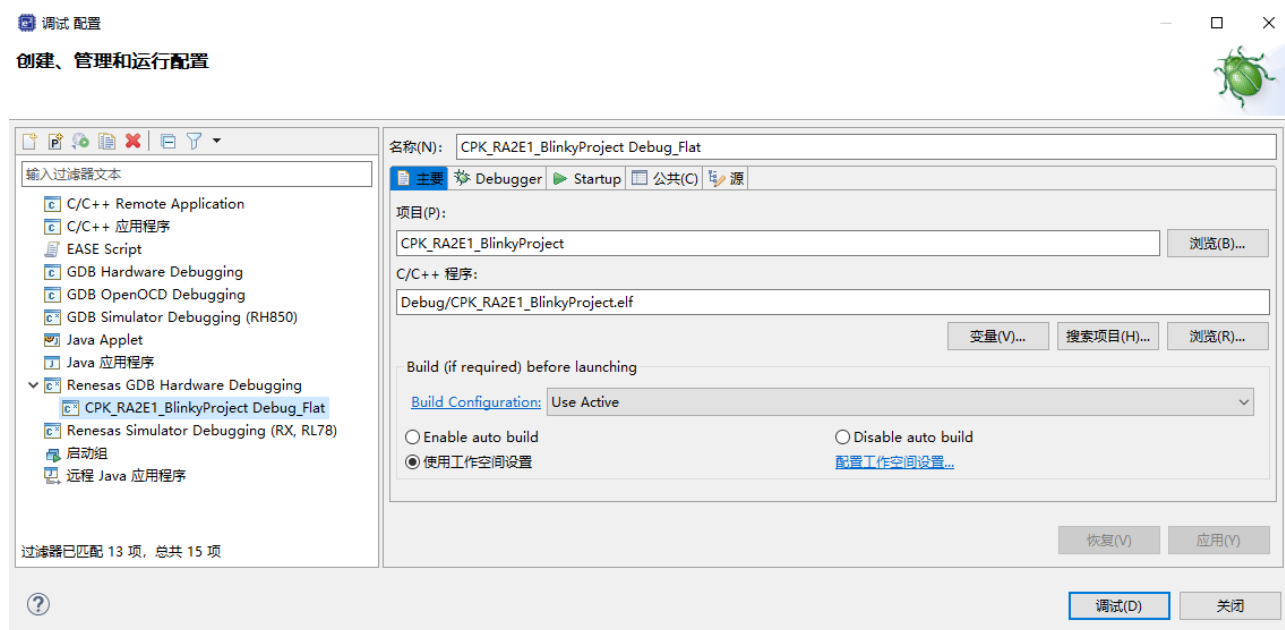 调试 配置
创建、管理和运行配置
输入过滤器文本
C/C++ Remote Application
C/C++ 应用程序
EASE Script
GDB Hardware Debugging
GDB OpenOCD Debugging
GDB Simulator Debugging (RH850)
Java Applet
Java 应用程序
Renesas GDB Hardware Debugging
CPK_RA2E1_BlinkyProject Debug_Flat
Renesas Simulator Debugging (RX, RL78)
启动组
远程 Java 应用程序
过滤器已匹配 13 项，总共 15 项
名称(N): CPK_RA2E1_BlinkyProject Debug_Flat
主要 Debugger Startup 公共(C) 源
项目(P):
CPK_RA2E1_BlinkyProject 浏览(B)...
C/C++ 程序:
Debug/CPK_RA2E1_BlinkyProject.elf
变量(V)... 搜索项目(H)... 浏览(R)...
Build (if required) before launching
Build Configuration: Use Active
Enable auto build Disable auto build
使用工作空间设置 配置工作空间设置...
恢复(V) 应用(Y)
? 调试(D) 关闭